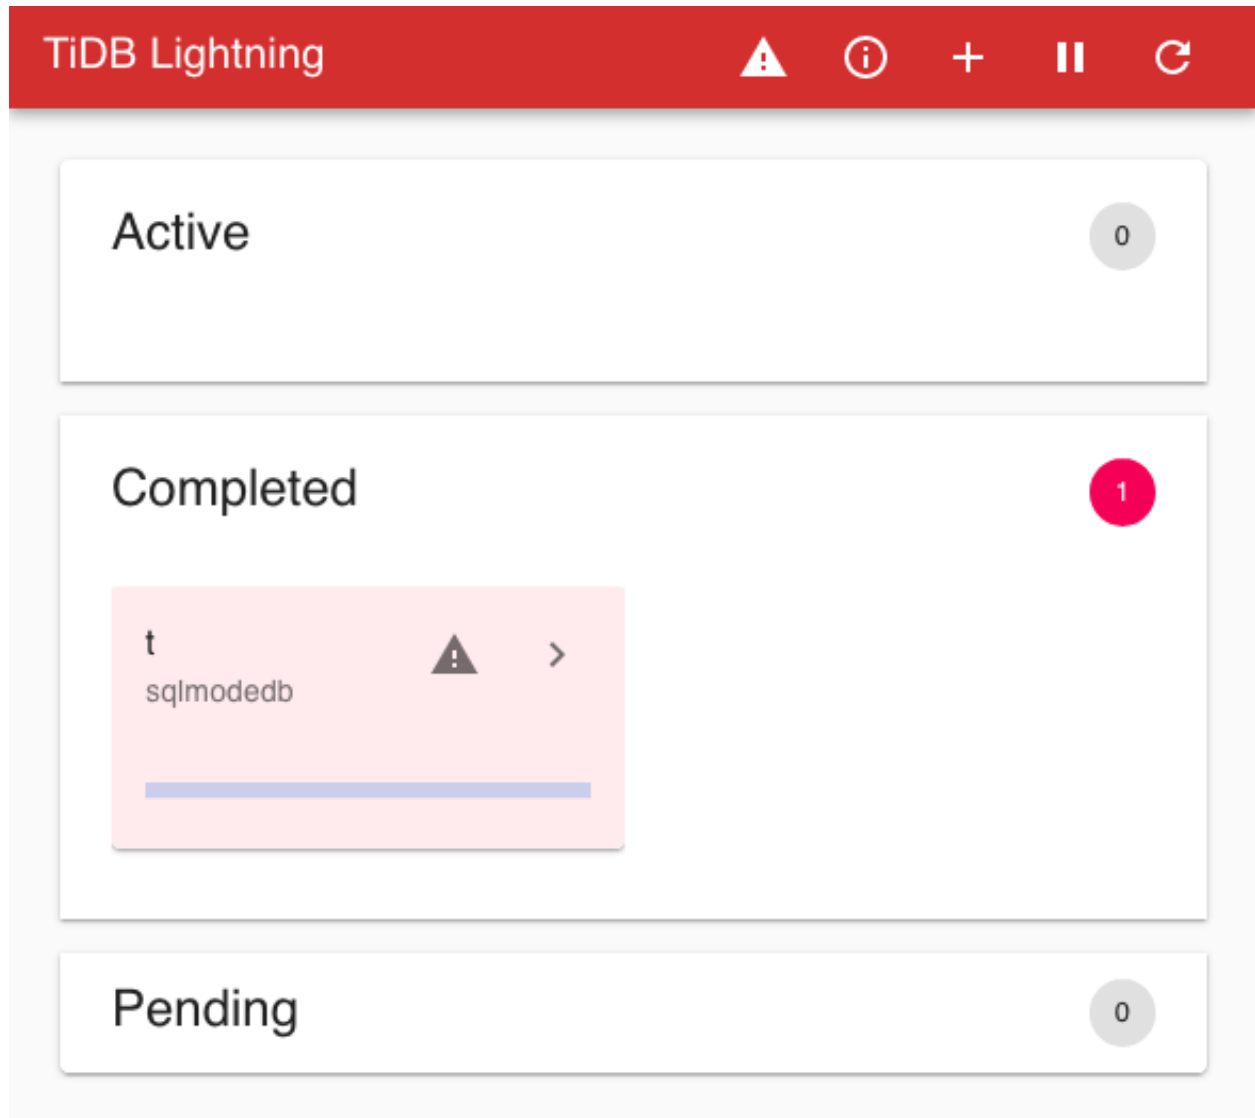 TiDB Lightning
Active
0
Completed
1
t
sqlmodedb
Pending
0